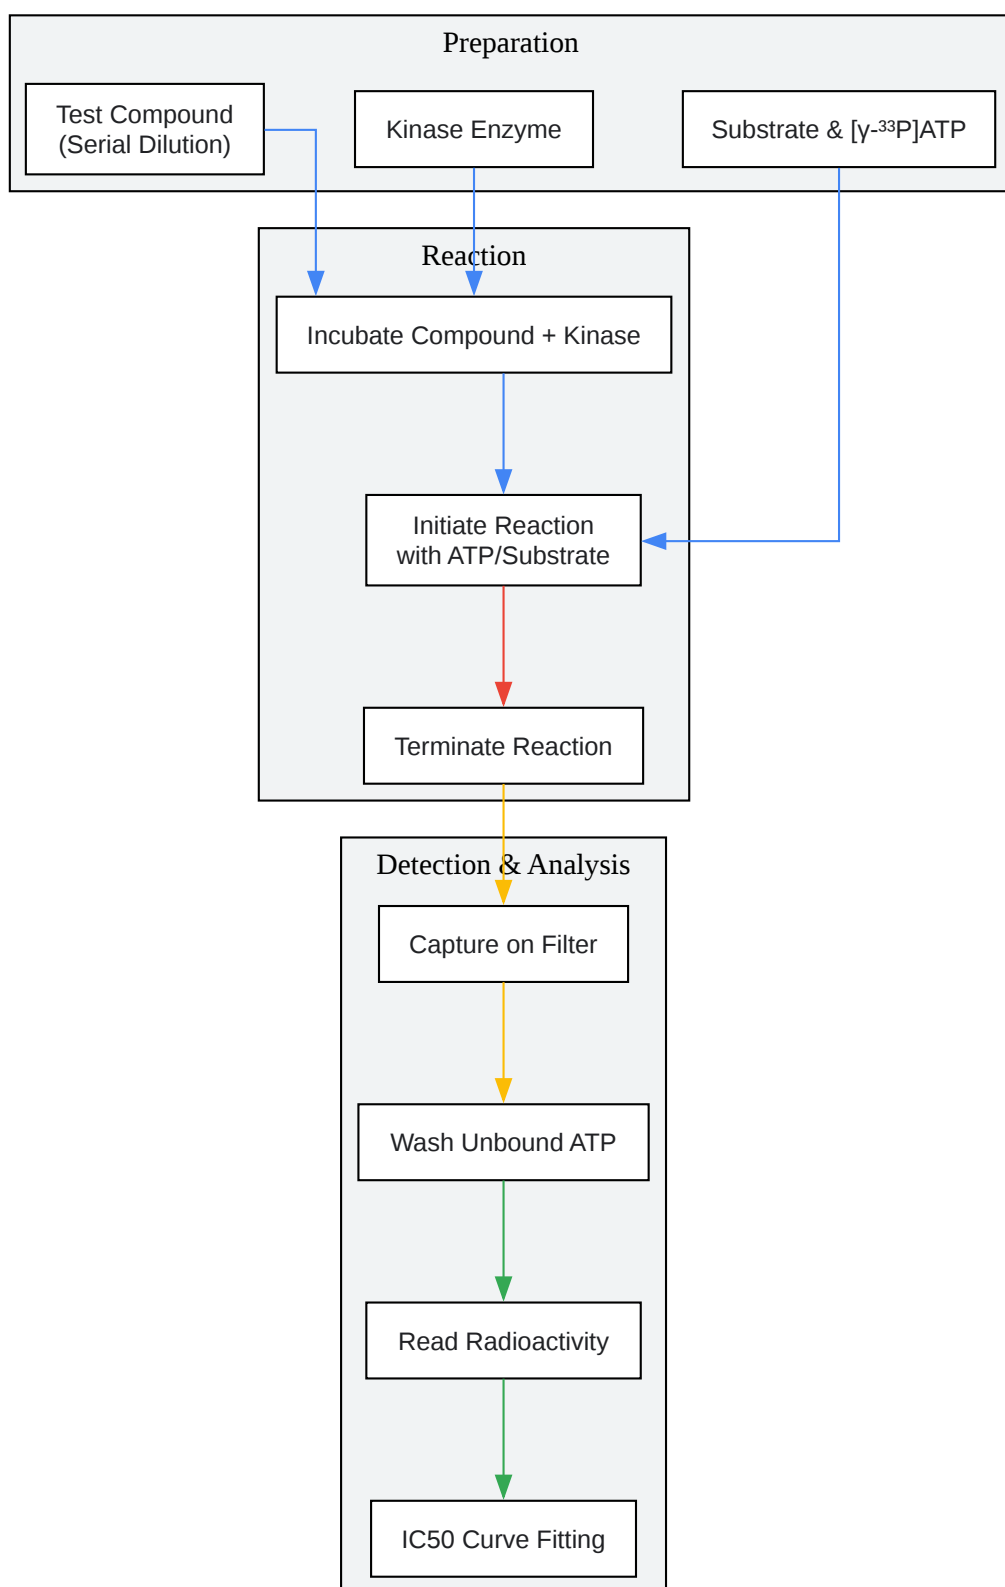 Preparation
Test Compound
(Serial Dilution)
Kinase Enzyme
Substrate & [γ-³³P]ATP
Reaction
Incubate Compound + Kinase
Initiate Reaction
with ATP/Substrate
Terminate Reaction
Detection & Analysis
Capture on Filter
Wash Unbound ATP
Read Radioactivity
IC50 Curve Fitting